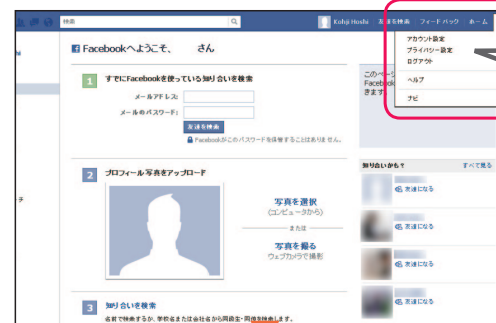 検索
Kohji Hoshi 友達を検索 フィードバック ホーム
アカウント設定
プライバシー設定
ログアウト
ヘルプ
ナビ
Facebookへようこそ、 さん
1 すでにFacebookを使っている知り合いを検索
メールアドレス:
メールのパスワード:
友達を検索
Facebookがこのパスワードを保管することはありません。
このページ
Facebook
きます
2 プロフィール写真をアップロード
写真を選択
(コンピュータから)
または
写真を撮る
ウェブカメラで撮影
知り合いかも? すべて見る
友達になる
友達になる
友達になる
友達になる
3 知り合いを検索
名前で検索するか、学校名または会社名から同級生・同僚を検索します。